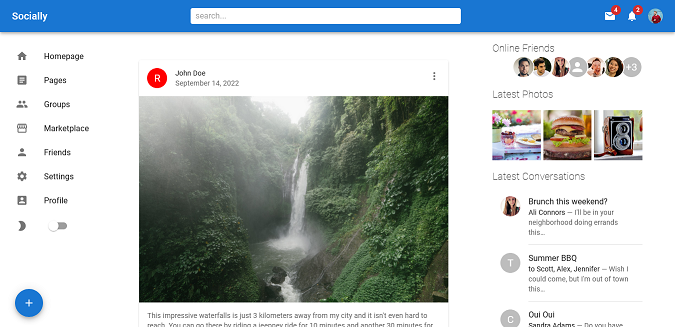 Socially
search...
4
2
Homepage
Pages
Groups
Marketplace
Friends
Settings
Profile
R
John Doe
September 14, 2022
This impressive waterfalls is just 3 kilometers away from my city and it isn't even hard to
reach. You can go there by riding a jeepney ride for 10 minutes and another 30 minutes for
Online Friends
+3
Latest Photos
Latest Conversations
Brunch this weekend?
Ali Connors — I'll be in your
neighborhood doing errands
this…
T
Summer BBQ
to Scott, Alex, Jennifer — Wish I
could come, but I'm out of town
this…
C
Oui Oui
Sandra Adams — Do you have